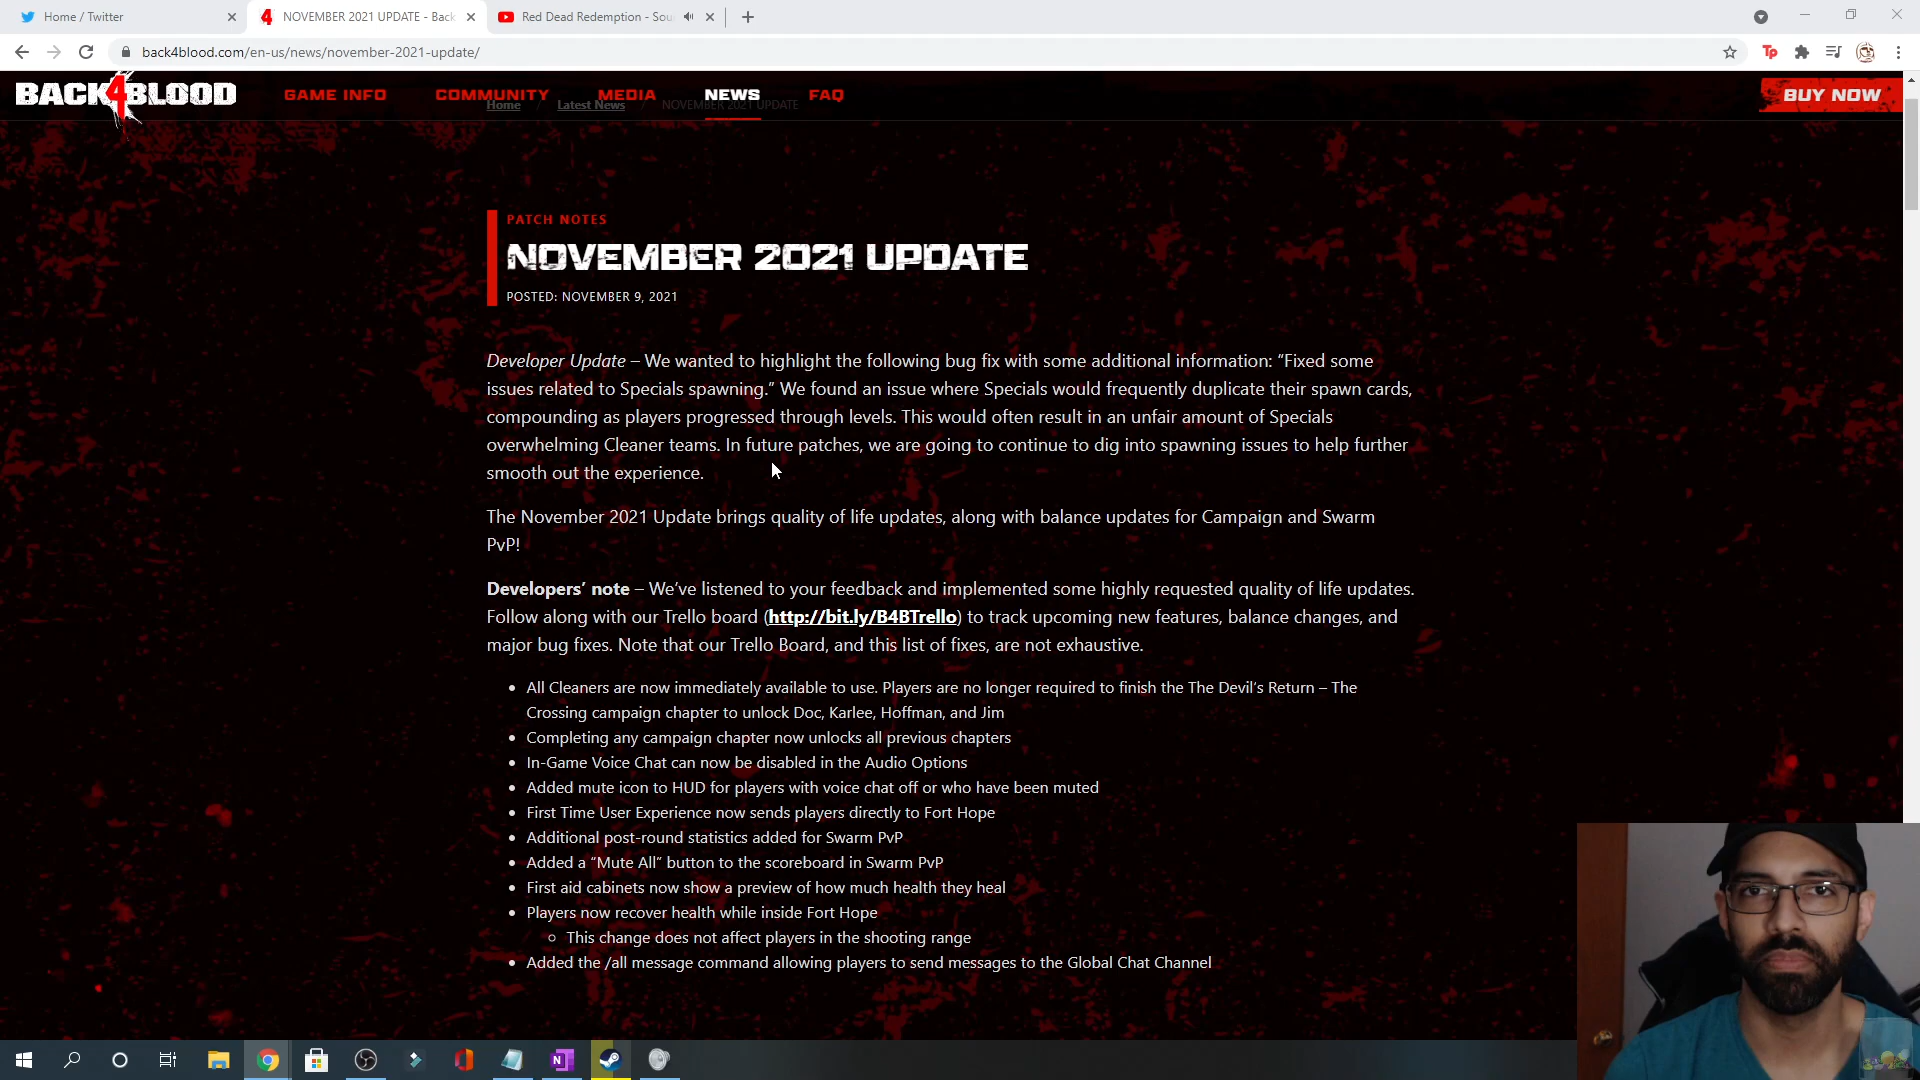 Home / Twitter
NOVEMBER 2021 UPDATE - Back
Red Dead Redemption - Sou
back4blood.com/en-us/news/november-2021-update/
BACK4BLOOD
GAME INFO
COMMUNITY
MEDIA
NEWS
FAQ
BUY NOW
Home / Latest News / NOVEMBER 2021 UPDATE
PATCH NOTES
NOVEMBER 2021 UPDATE
POSTED: NOVEMBER 9, 2021
Developer Update – We wanted to highlight the following bug fix with some additional information: “Fixed some
issues related to Specials spawning.” We found an issue where Specials would frequently duplicate their spawn cards,
compounding as players progressed through levels. This would often result in an unfair amount of Specials
overwhelming Cleaner teams. In future patches, we are going to continue to dig into spawning issues to help further
smooth out the experience.
The November 2021 Update brings quality of life updates, along with balance updates for Campaign and Swarm
PvP!
Developers’ note – We’ve listened to your feedback and implemented some highly requested quality of life updates.
Follow along with our Trello board (http://bit.ly/B4BTrello) to track upcoming new features, balance changes, and
major bug fixes. Note that our Trello Board, and this list of fixes, are not exhaustive.
• All Cleaners are now immediately available to use. Players are no longer required to finish the The Devil’s Return – The
Crossing campaign chapter to unlock Doc, Karlee, Hoffman, and Jim
• Completing any campaign chapter now unlocks all previous chapters
• In-Game Voice Chat can now be disabled in the Audio Options
• Added mute icon to HUD for players with voice chat off or who have been muted
• First Time User Experience now sends players directly to Fort Hope
• Additional post-round statistics added for Swarm PvP
• Added a “Mute All” button to the scoreboard in Swarm PvP
• First aid cabinets now show a preview of how much health they heal
• Players now recover health while inside Fort Hope
○ This change does not affect players in the shooting range
• Added the /all message command allowing players to send messages to the Global Chat Channel